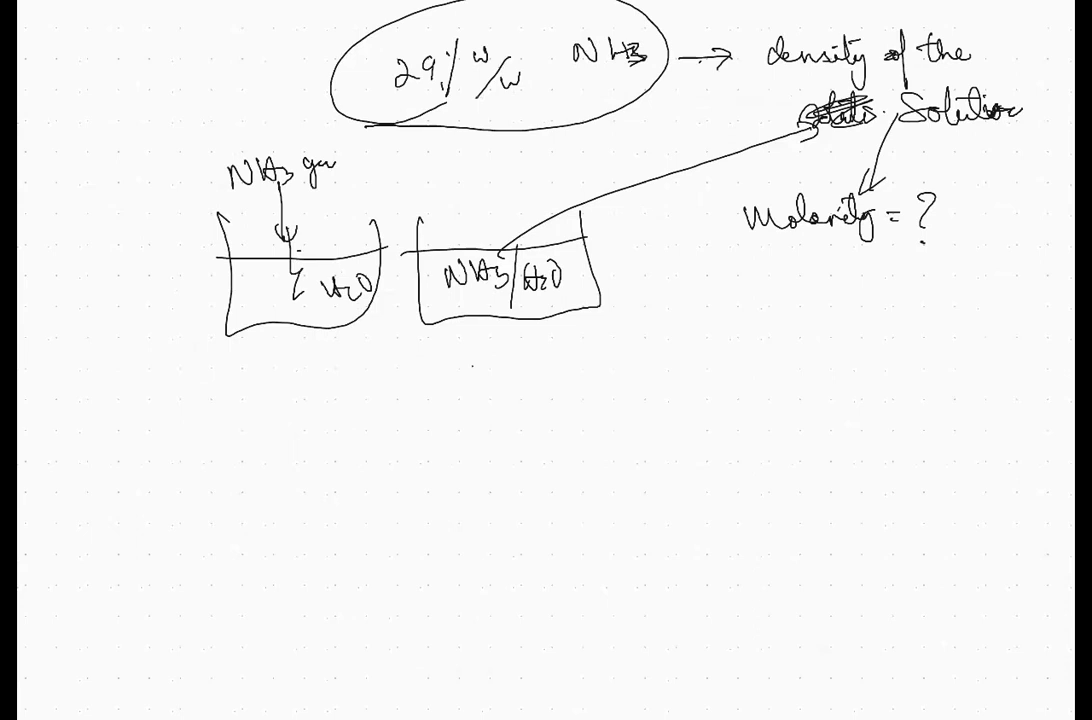 29% w/w NH3 → density of the
Solution
NH3 gas
Molarity = ?
H2O
NH3 H2O